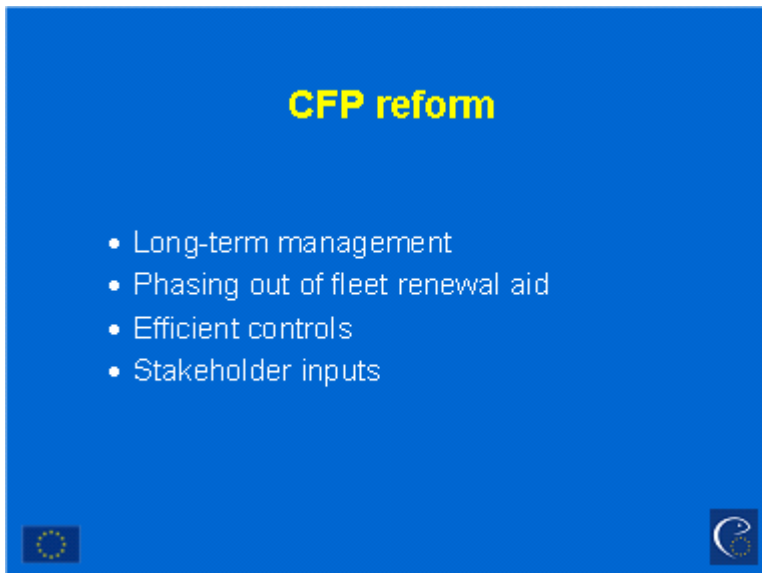 CFP reform
• Long-term management
• Phasing out of fleet renewal aid
• Efficient controls
• Stakeholder inputs